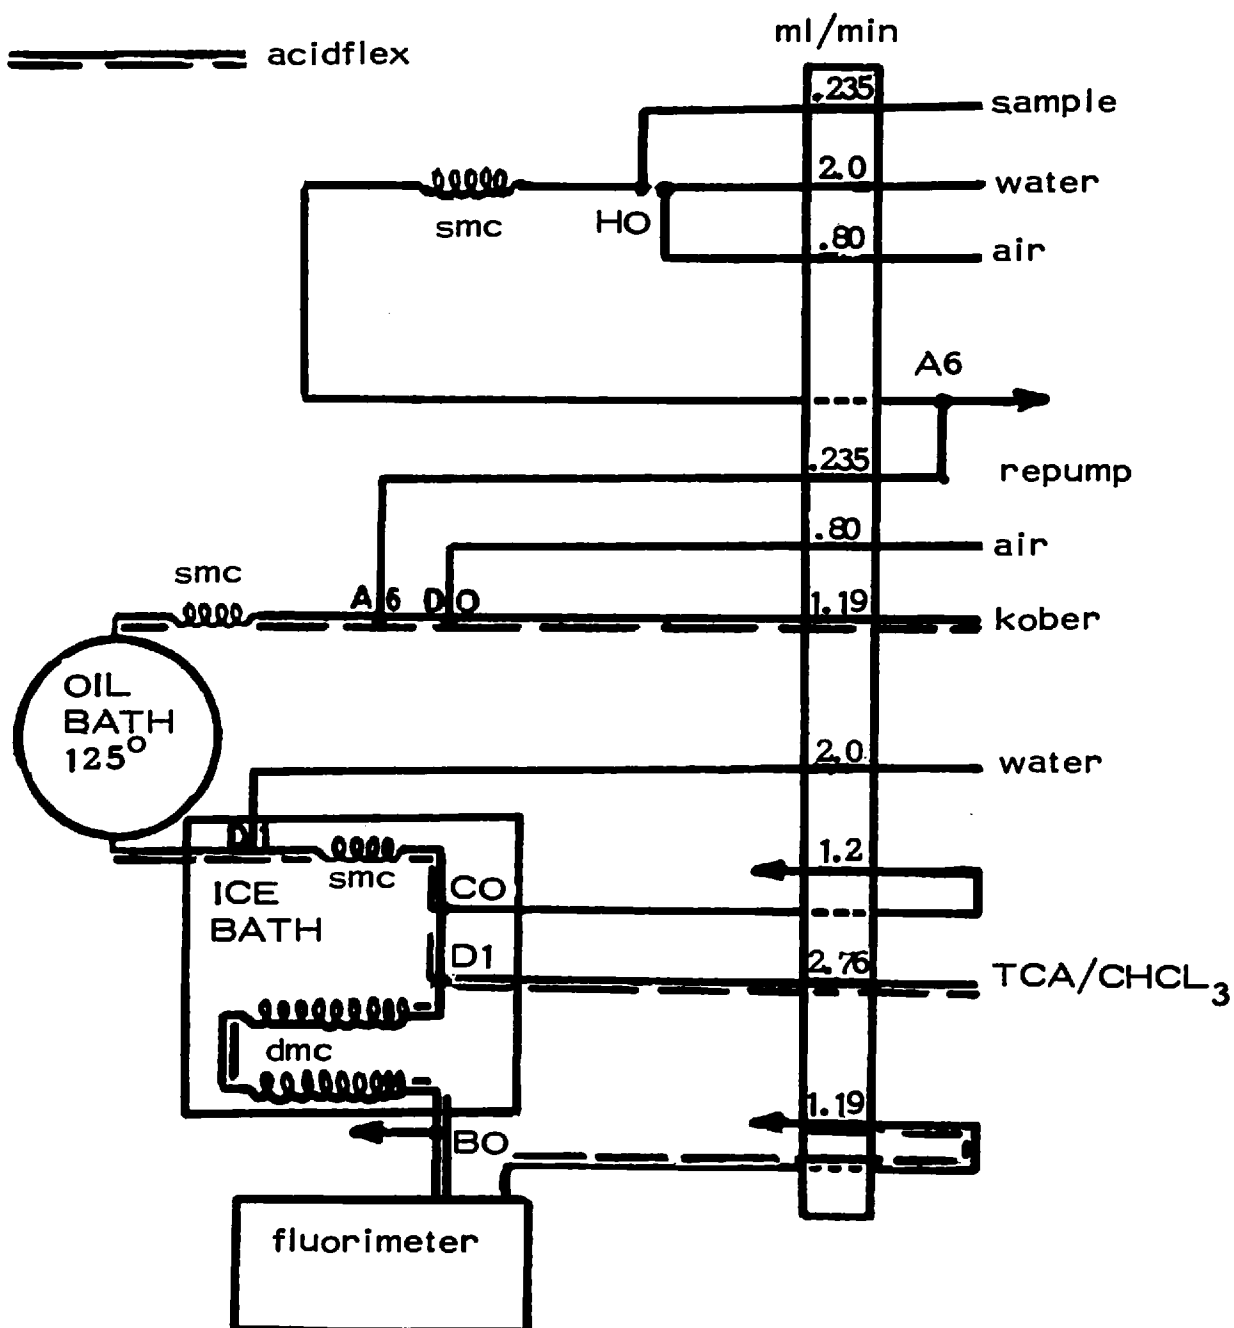 ml/min
acidflex
.235
sample
2.0
water
smc
HO
.80
air
A6
.235
repump
.80
air
smc
A6 DO
1.19
kober
OIL
BATH
125°
2.0
water
D1
smc
1.2
ICE
BATH
CO
D1
2.76
TCA/CHCL₃
dmc
1.19
BO
fluorimeter